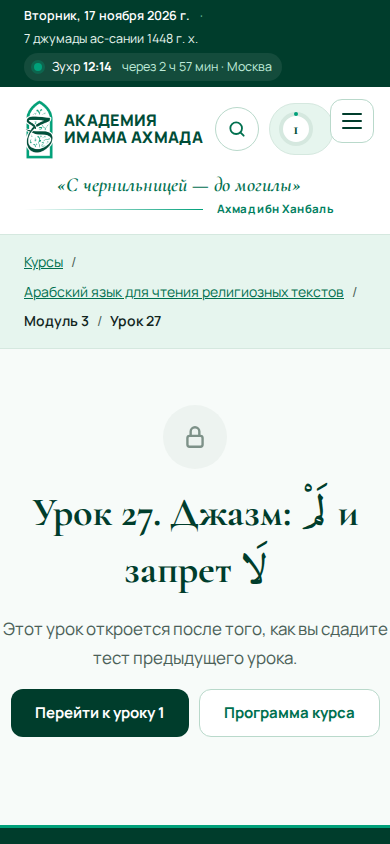 Вторник, 17 ноября 2026 г. ·
7 джумады ас-сании 1448 г. х.
Зухр 12:14 через 2 ч 57 мин · Москва
АКАДЕМИЯ
ИМАМА АХМАДА
1
«С чернильницей — до могилы»
Ахмад ибн Ханбаль
Курсы /
Арабский язык для чтения религиозных текстов /
Модуль 3 / Урок 27
Урок 27. Джазм: لَمْ и
запрет لَا
Этот урок откроется после того, как вы сдадите
тест предыдущего урока.
Перейти к уроку 1
Программа курса